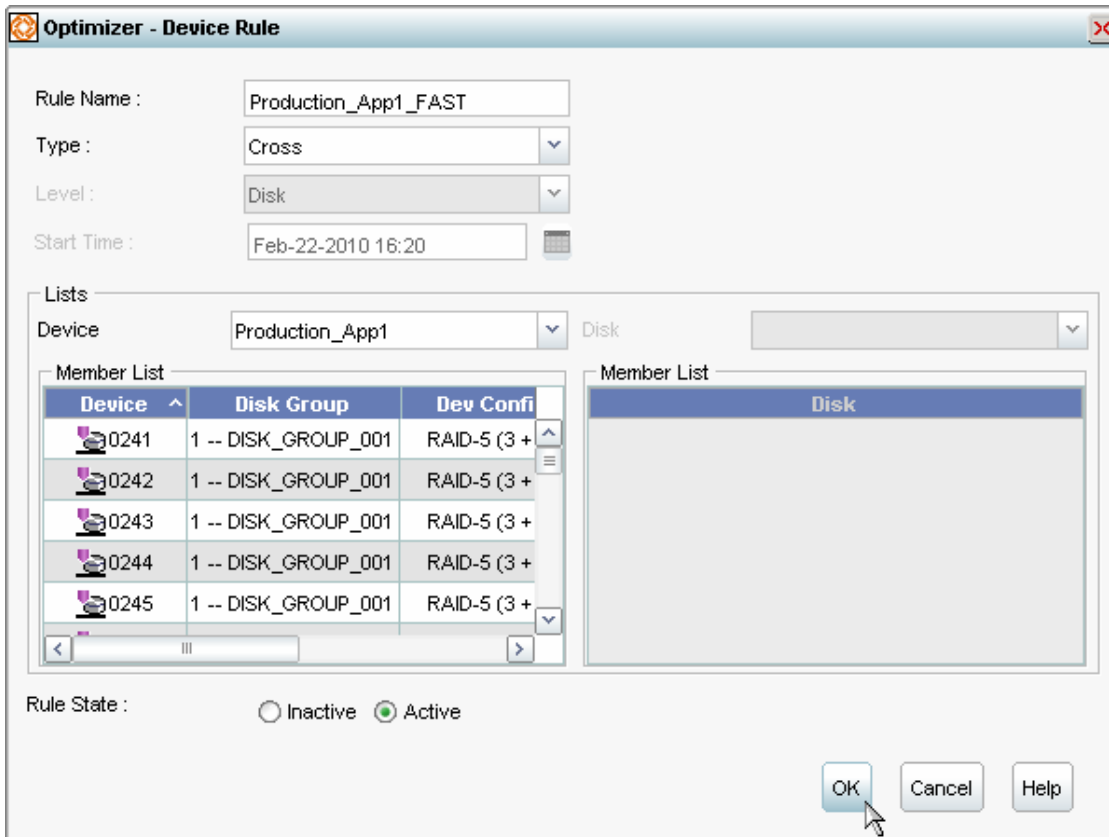 Optimizer - Device Rule
Rule Name : Production_App1_FAST
Type : Cross
Level : Disk
Start Time : Feb-22-2010 16:20
Lists
Device Production_App1 Disk
Member List Member List
Device Disk Group Dev Confi Disk
0241 1 -- DISK_GROUP_001 RAID-5 (3 +
0242 1 -- DISK_GROUP_001 RAID-5 (3 +
0243 1 -- DISK_GROUP_001 RAID-5 (3 +
0244 1 -- DISK_GROUP_001 RAID-5 (3 +
0245 1 -- DISK_GROUP_001 RAID-5 (3 +
Rule State : Inactive Active
OK Cancel Help